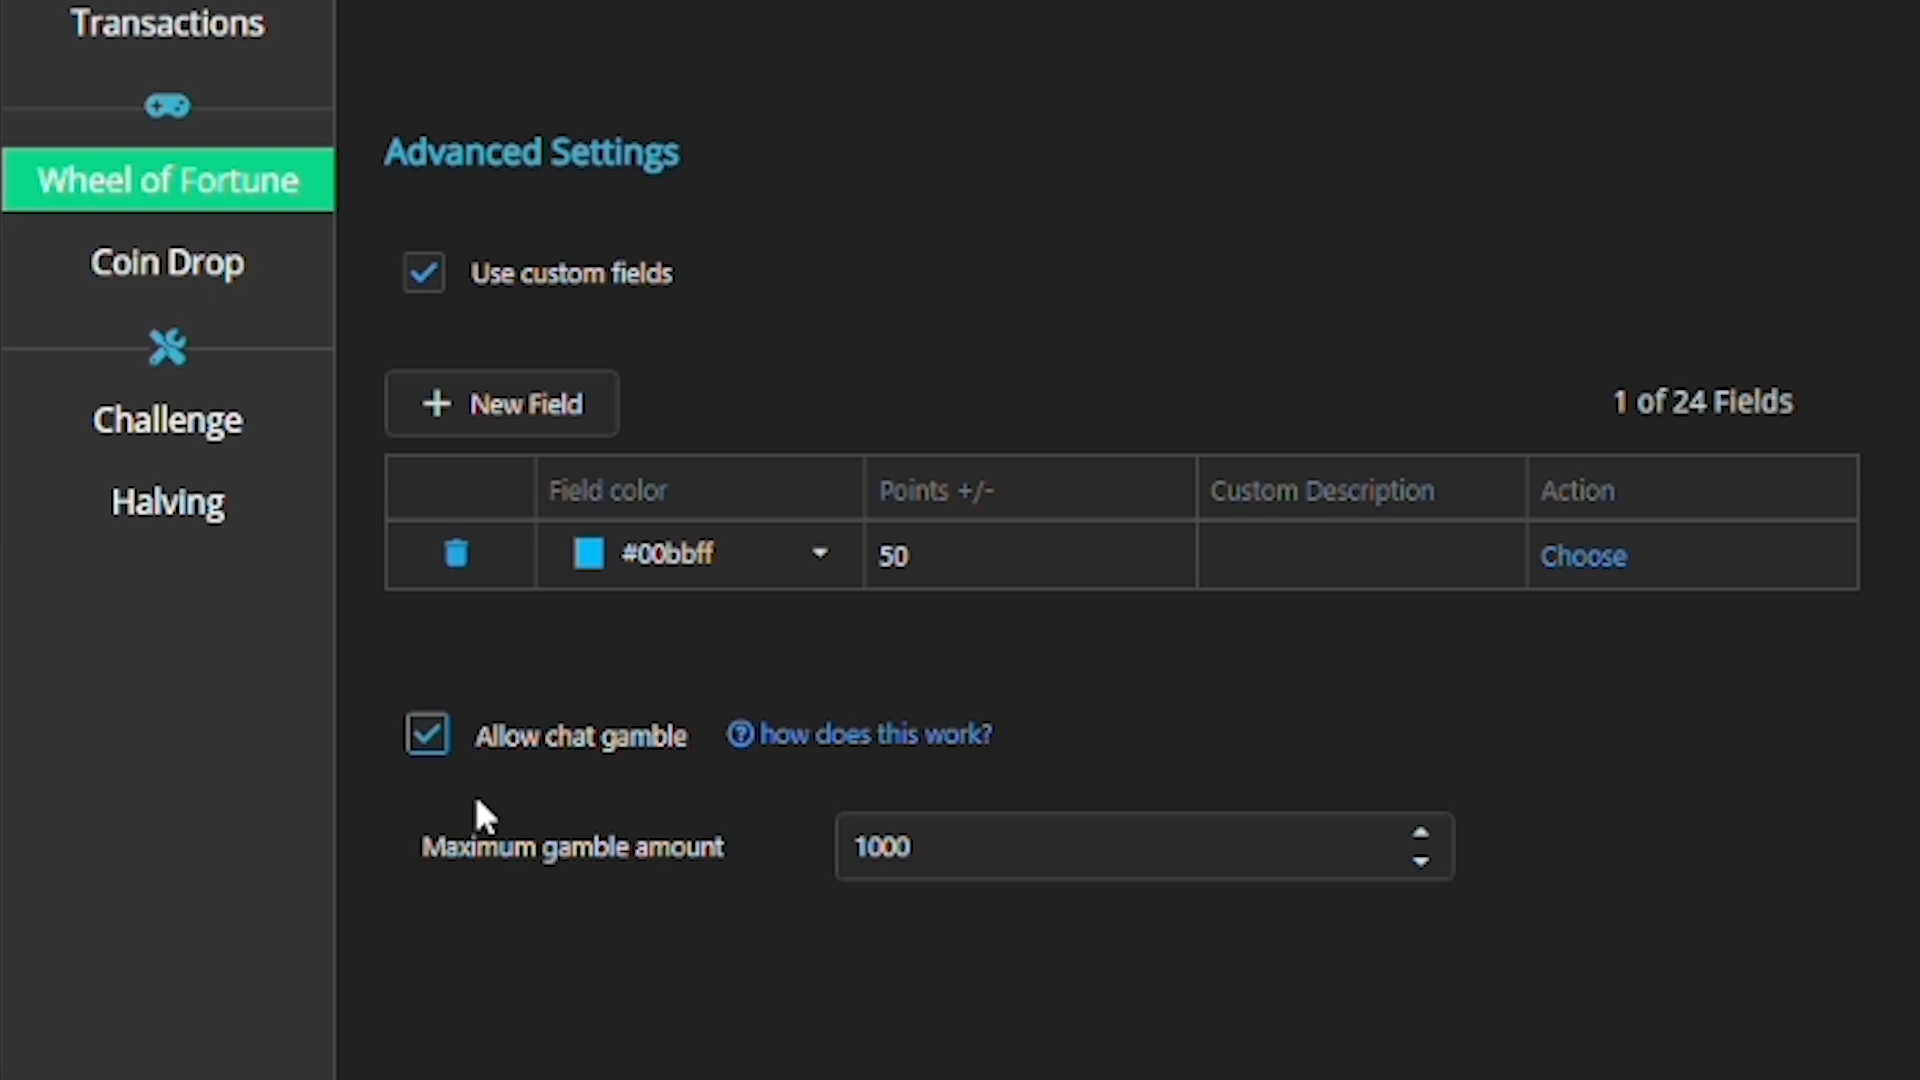 Transactions
Wheel of Fortune
Coin Drop
Challenge
Halving
Advanced Settings
Use custom fields
New Field
1 of 24 Fields
Field color Points +/- Custom Description Action
#00bbff 50 Choose
Allow chat gamble how does this work?
Maximum gamble amount 1000